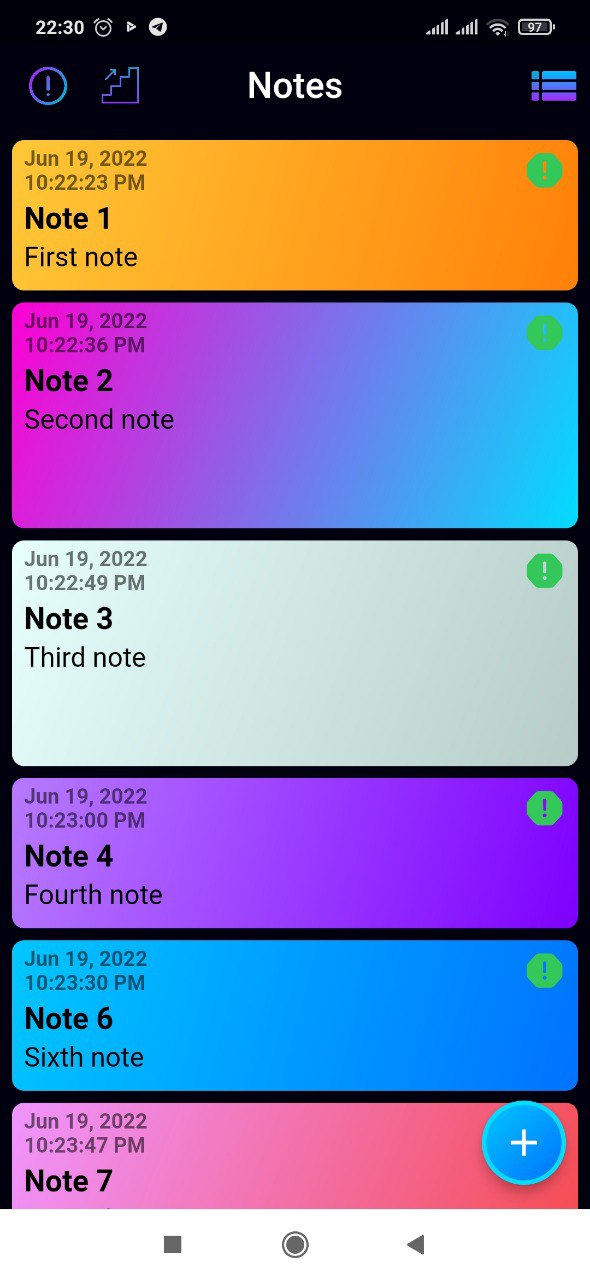 22:30
97
Notes
Jun 19, 2022
10:22:23 PM
Note 1
First note
Jun 19, 2022
10:22:36 PM
Note 2
Second note
Jun 19, 2022
10:22:49 PM
Note 3
Third note
Jun 19, 2022
10:23:00 PM
Note 4
Fourth note
Jun 19, 2022
10:23:30 PM
Note 6
Sixth note
Jun 19, 2022
10:23:47 PM
Note 7